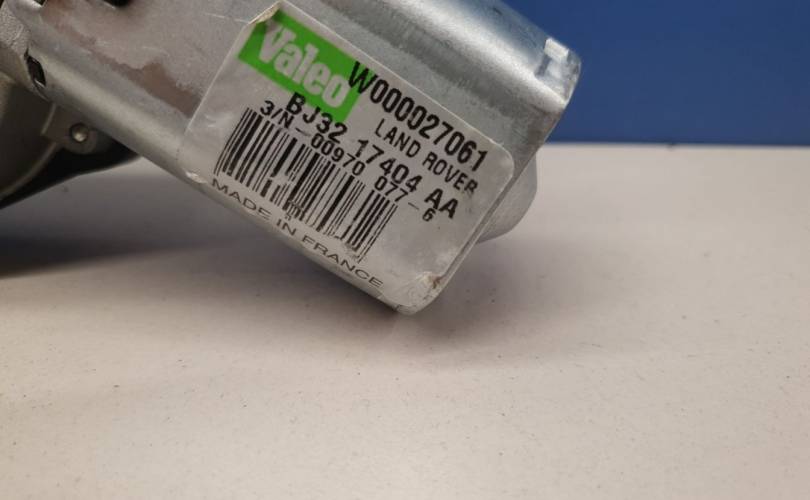 Valeo
W000027061
LAND ROVER
BJ32 17404 AA
3/N-00970 077-6
MADE IN FRANCE